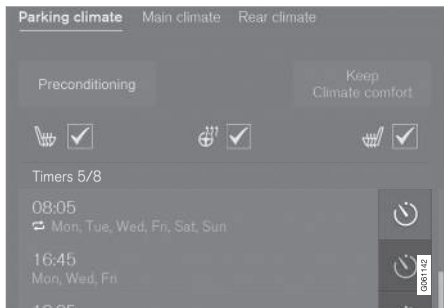 Parking climate Main climate Rear climate
Preconditioning
Keep
Climate comfort
Timers 5/8
08:05
Mon, Tue, Wed, Fri, Sat, Sun
16:45
Mon, Wed, Fri
G061142